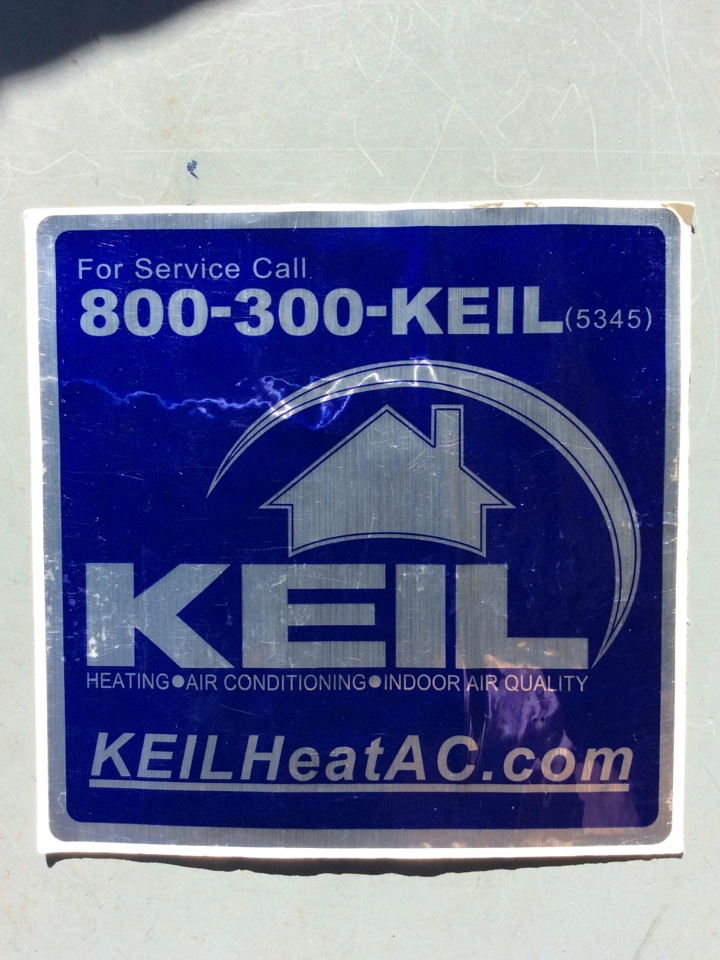 For Service Call
800-300-KEIL(5345)
KEIL
HEATING•AIR CONDITIONING•INDOOR AIR QUALITY
KEILHeatAC.com